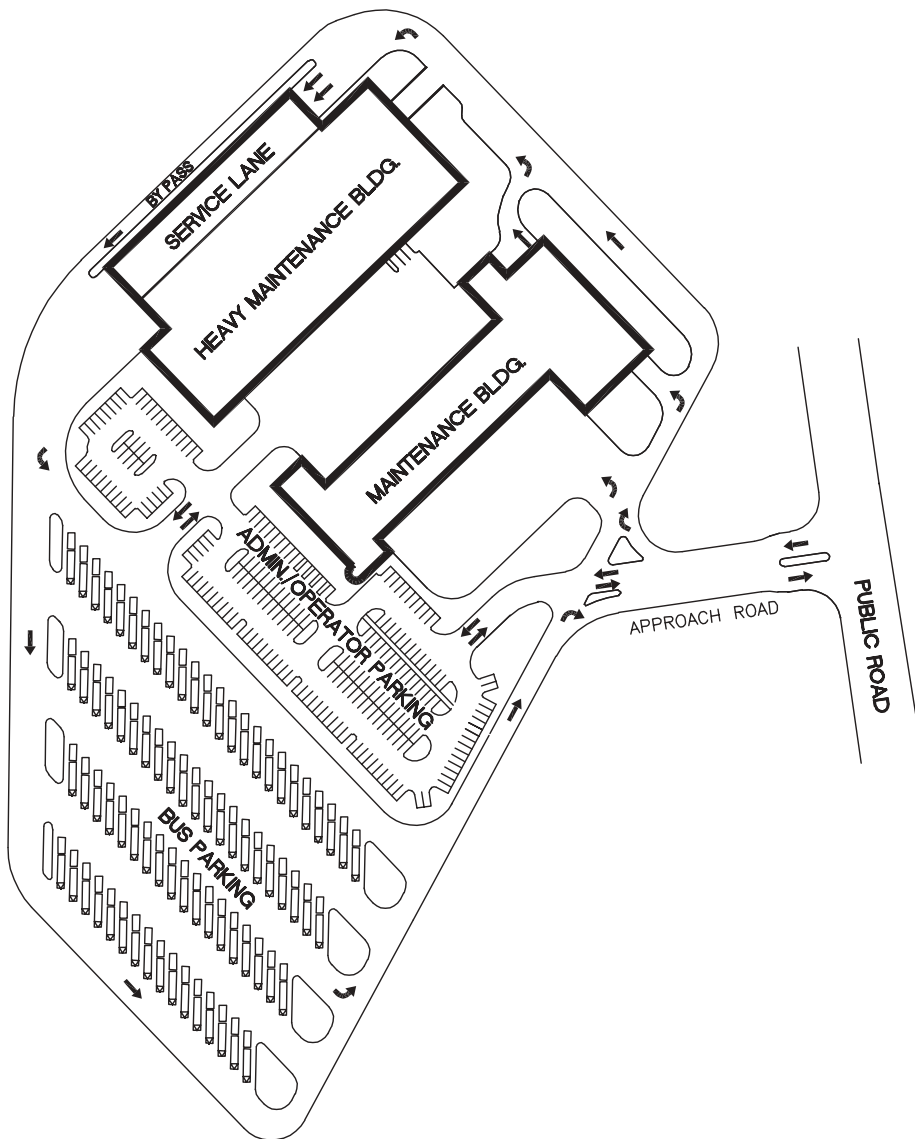 BY PASS
SERVICE LANE
HEAVY MAINTENANCE BLDG.
MAINTENANCE BLDG.
ADMIN/OPERATOR PARKING
APPROACH ROAD
PUBLIC ROAD
BUS PARKING